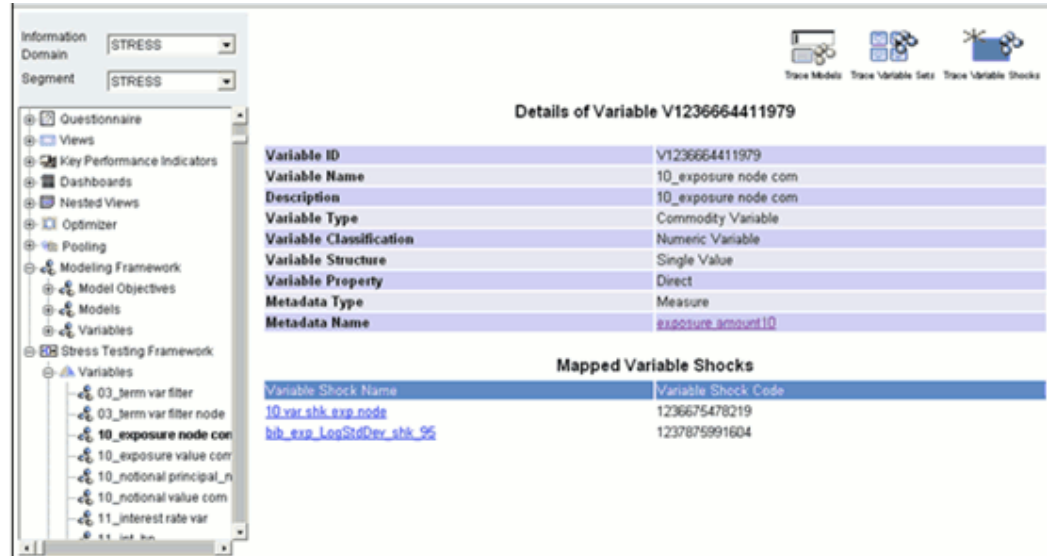 Information Domain STRESS
Segment STRESS
Questionnaire
Views
Key Performance Indicators
Dashboards
Nested Views
Optimizer
Pooling
Modeling Framework
Model Objectives
Models
Variables
Stress Testing Framework
Variables
03_term var filter
03_term var filter node
10_exposure node con
10_exposure value com
10_notional principal_n
10_notional value com
11_interest rate var
Trace Models Trace Variable Sets Trace Variable Shocks
Details of Variable V1236664411979
Variable ID V1236664411979
Variable Name 10_exposure node com
Description 10_exposure node com
Variable Type Commodity Variable
Variable Classification Numeric Variable
Variable Structure Single Value
Variable Property Direct
Metadata Type Measure
Metadata Name exposure amount10
Mapped Variable Shocks
Variable Shock Name Variable Shock Code
10 var shk exp node 1236675478219
bib_exp_LogStdDev_shk_95 1237875991604